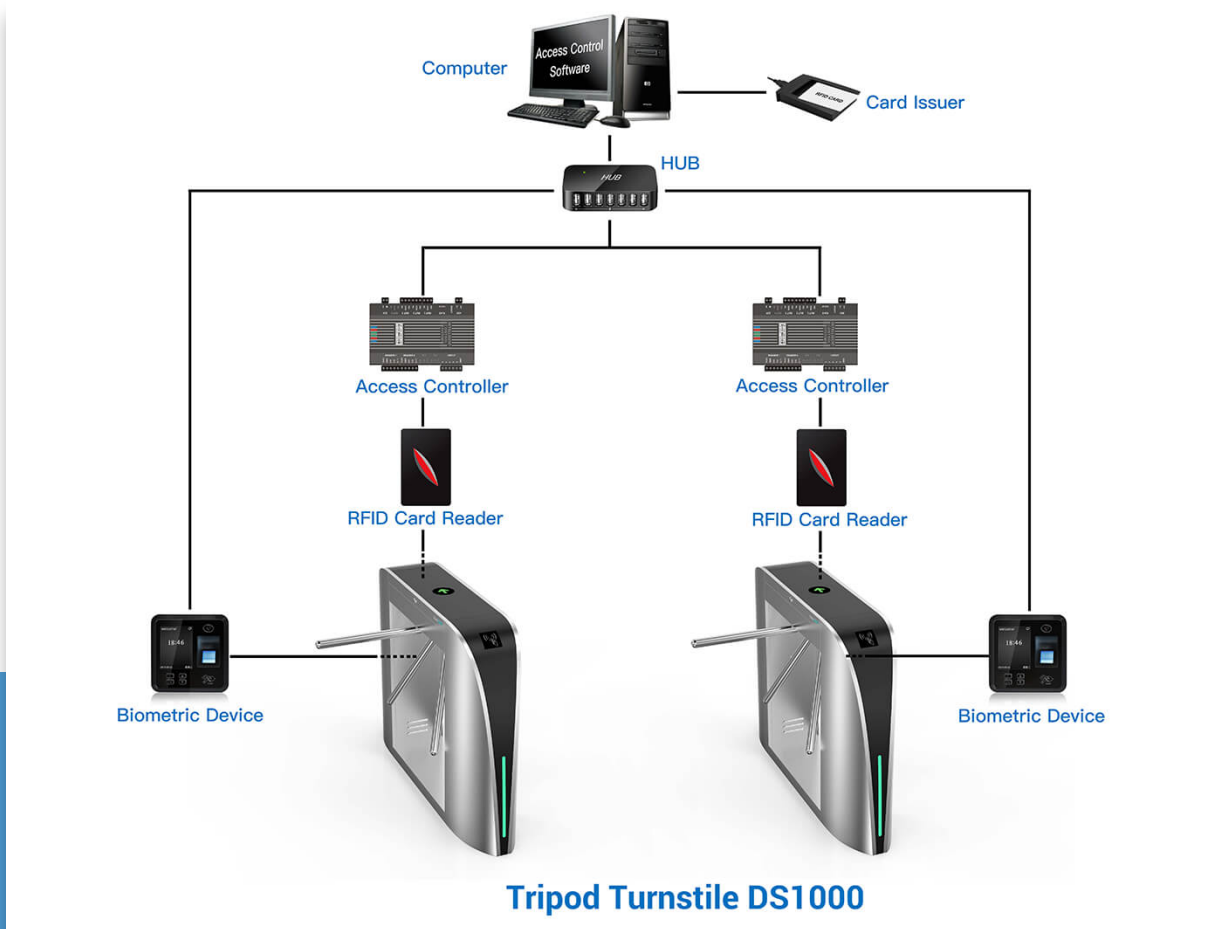 Access Control
Software
Computer
RFID CARD
Card Issuer
HUB
HUB
Access Controller
Access Controller
RFID Card Reader
RFID Card Reader
18:46
18:46
Biometric Device
Biometric Device
Tripod Turnstile DS1000